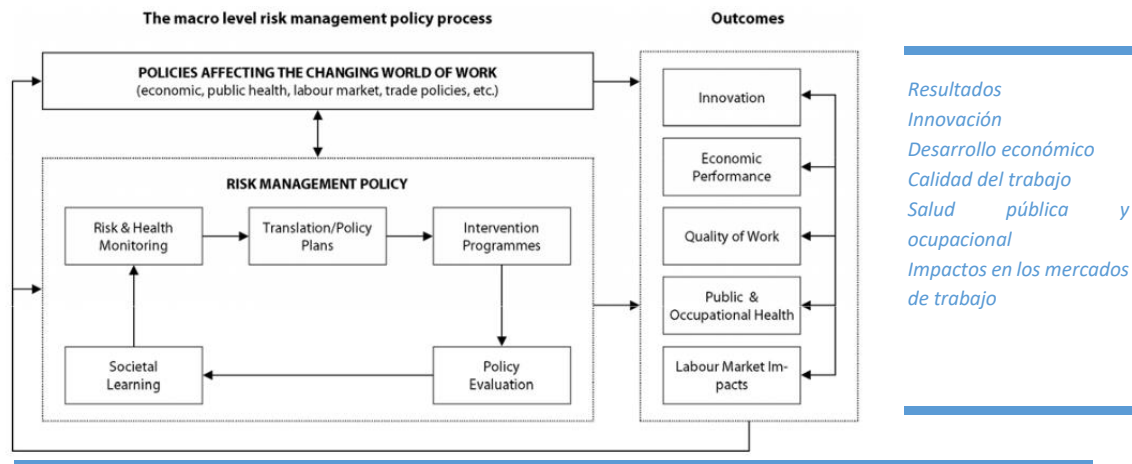 The macro level risk management policy process
Outcomes
POLICIES AFFECTING THE CHANGING WORLD OF WORK
(economic, public health, labour market, trade policies, etc.)
RISK MANAGEMENT POLICY
Risk & Health
Monitoring
Translation/Policy
Plans
Intervention
Programmes
Societal
Learning
Policy
Evaluation
Innovation
Economic
Performance
Quality of Work
Public &
Occupational Health
Labour Market Im-
pacts
Resultados
Innovación
Desarrollo económico
Calidad del trabajo
Salud pública y
ocupacional
Impactos en los mercados
de trabajo